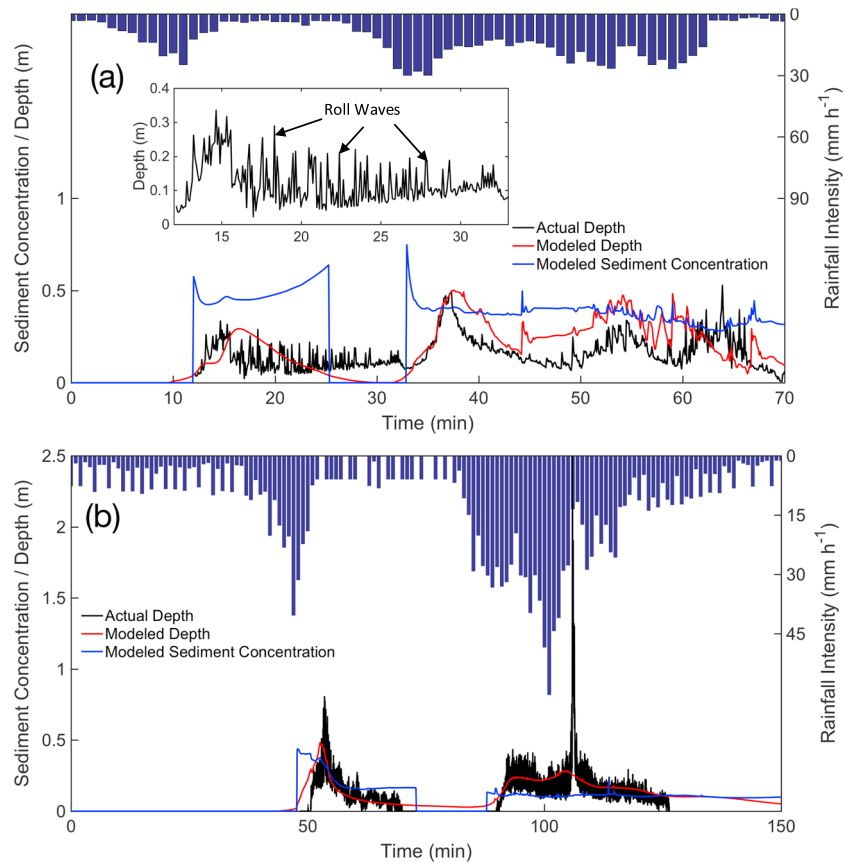 0
(a)
30
60
90
Rainfall Intensity (mm h-1)
Sediment Concentration / Depth (m)
1
0.5
0
0.4
0.3
0.2
0.1
0
Depth (m)
Roll Waves
15
20
25
30
Actual Depth
Modeled Depth
Modeled Sediment Concentration
0
10
20
30
40
50
60
70
Time (min)
2.5
2
1.5
1
0.5
0
Sediment Concentration / Depth (m)
(b)
0
15
30
45
Rainfall Intensity (mm h-1)
Actual Depth
Modeled Depth
Modeled Sediment Concentration
0
50
100
150
Time (min)